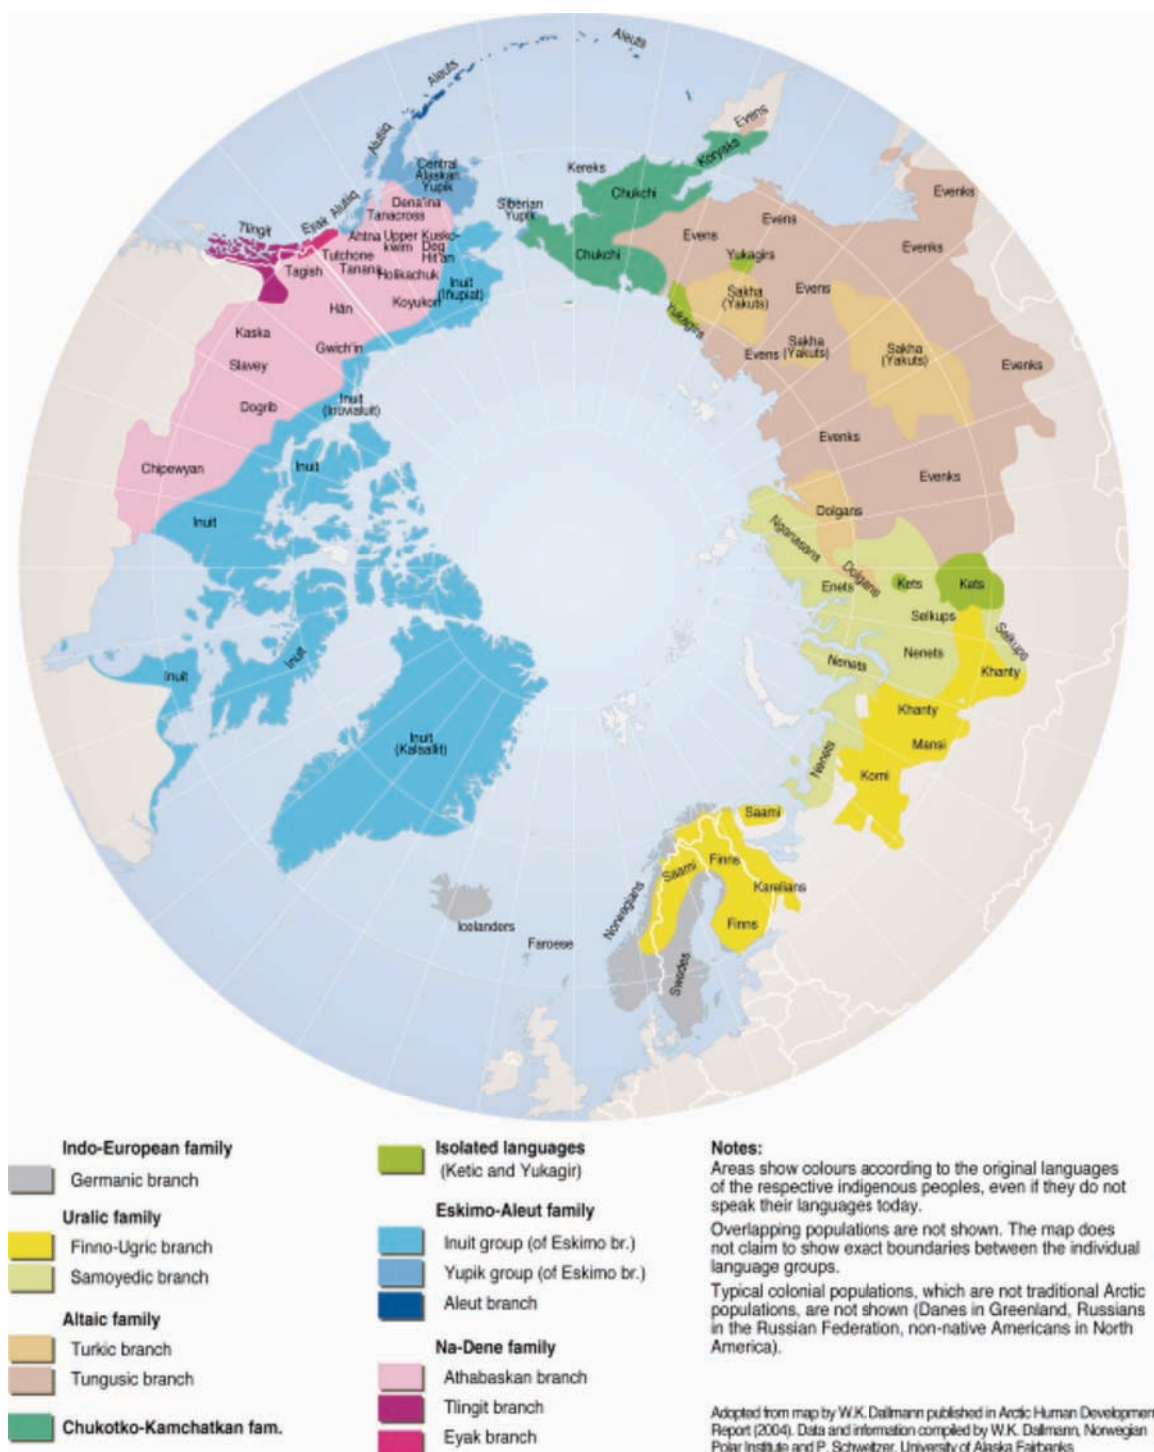 Aleuts
Aleuts
Alutiiq
Central
Alaskan
Yupik
Evens
Koryaks
Kereks
Chukchi
Siberian
Yupik
Chukchi
Dena'ina
Tanacross
Alutiiq
Eyak
Tlingit
Ahtna
Upper Kusko-
kwim
Deg
Hit'an
Tutchone
Tanana
Holikachuk
Tagish
Inuit
(Iñupiat)
Koyukon
Hän
Gwich'in
Kaska
Slavey
Dogrib
Chipewyan
Inuit
(Inuvialuit)
Inuit
Inuit
Inuit
Inuit
Inuit
(Kalaallit)
Evenks
Evens
Evens
Evenks
Yukagirs
Evens
Sakha
(Yakuts)
Yukagirs
Evens
Sakha
(Yakuts)
Sakha
(Yakuts)
Evenks
Evenks
Evenks
Dolgans
Nganasans
Dolgans
Enets
Kets
Kets
Selkups
Selkups
Nenets
Nenets
Khanty
Khanty
Mansi
Nenets
Komi
Saami
Finns
Saami
Karelians
Finns
Norwegians
Swedes
Icelanders
Faroese
Indo-European family
Germanic branch
Uralic family
Finno-Ugric branch
Samoyedic branch
Altaic family
Turkic branch
Tungusic branch
Chukotko-Kamchatkan fam.
Isolated languages
(Ketic and Yukagir)
Eskimo-Aleut family
Inuit group (of Eskimo br.)
Yupik group (of Eskimo br.)
Aleut branch
Na-Dene family
Athabaskan branch
Tlingit branch
Eyak branch
Notes:
Areas show colours according to the original languages
of the respective indigenous peoples, even if they do not
speak their languages today.
Overlapping populations are not shown. The map does
not claim to show exact boundaries between the individual
language groups.
Typical colonial populations, which are not traditional Arctic
populations, are not shown (Danes in Greenland, Russians
in the Russian Federation, non-native Americans in North
America).
Adopted from map by W.K. Dallmann published in Arctic Human Developmen
Report (2004). Data and information compiled by W.K. Dallmann, Norwegian
Polar Institute and P. Schweitzer, University of Alaska Fairbanks